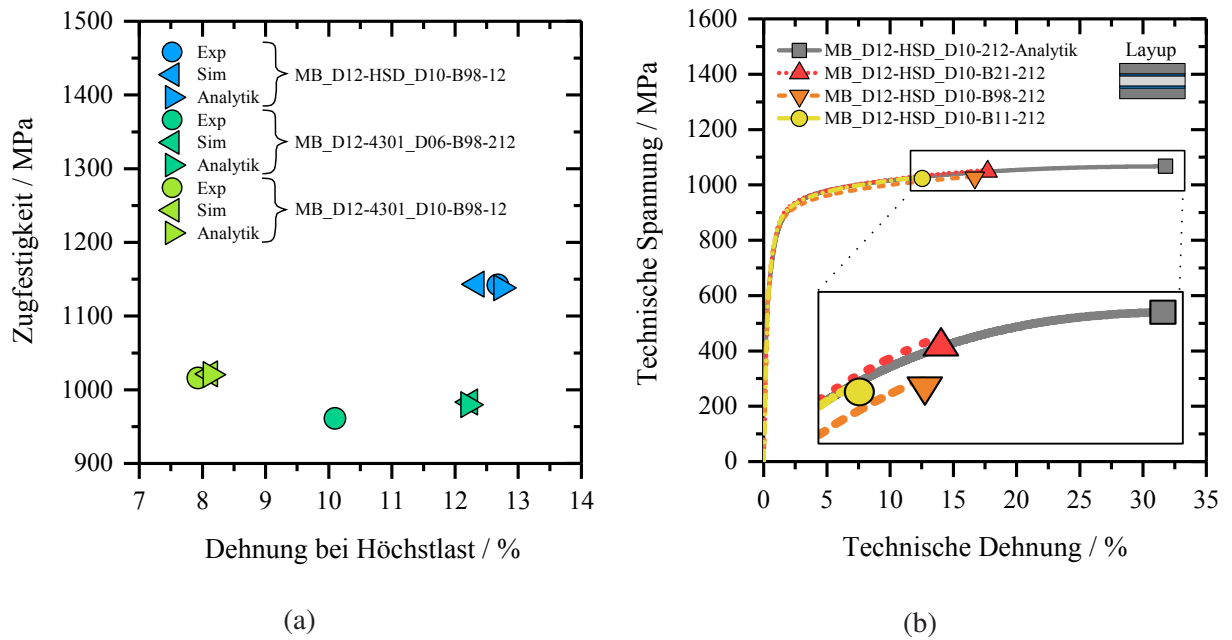 Zugfestigkeit / MPa
1500
1400
1300
1200
1100
1000
900
Exp
Sim
Analytik
MB_D12-HSD_D10-B98-12
Exp
Sim
Analytik
MB_D12-4301_D06-B98-212
Exp
Sim
Analytik
MB_D12-4301_D10-B98-12
7 8 9 10 11 12 13 14
Dehnung bei Höchstlast / %
(a)
Technische Spannung / MPa
1600
1400
1200
1000
800
600
400
200
0
MB_D12-HSD_D10-212-Analytik
MB_D12-HSD_D10-B21-212
MB_D12-HSD_D10-B98-212
MB_D12-HSD_D10-B11-212
Layup
0 5 10 15 20 25 30 35
Technische Dehnung / %
(b)